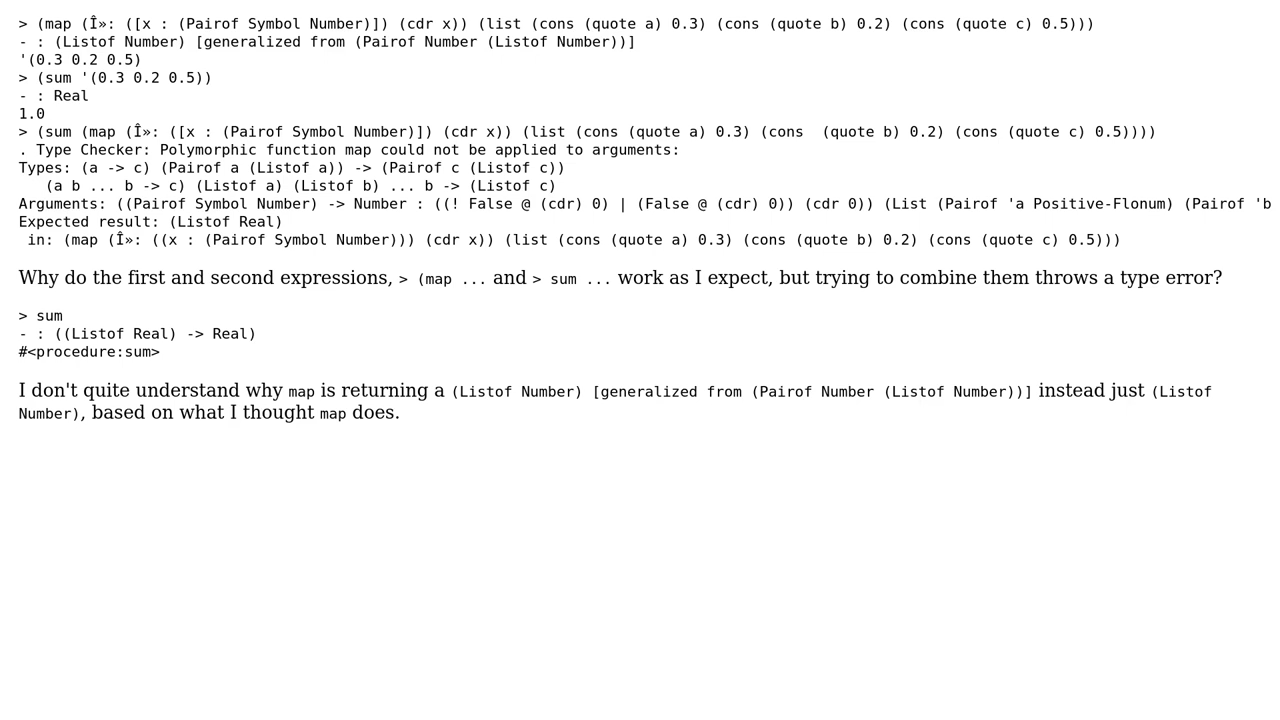 > (map (Î»: ([x : (Pairof Symbol Number)]) (cdr x)) (list (cons (quote a) 0.3) (cons (quote b) 0.2) (cons (quote c) 0.5)))
- : (Listof Number) [generalized from (Pairof Number (Listof Number))]
'(0.3 0.2 0.5)
> (sum '(0.3 0.2 0.5))
- : Real
1.0
> (sum (map (Î»: ([x : (Pairof Symbol Number)]) (cdr x)) (list (cons (quote a) 0.3) (cons  (quote b) 0.2) (cons (quote c) 0.5))))
. Type Checker: Polymorphic function map could not be applied to arguments:
Types: (a -> c) (Pairof a (Listof a)) -> (Pairof c (Listof c))
   (a b ... b -> c) (Listof a) (Listof b) ... b -> (Listof c)
Arguments: ((Pairof Symbol Number) -> Number : ((! False @ (cdr) 0) | (False @ (cdr) 0)) (cdr 0)) (List (Pairof 'a Positive-Flonum) (Pairof 'b
Expected result: (Listof Real)
 in: (map (Î»: ((x : (Pairof Symbol Number))) (cdr x)) (list (cons (quote a) 0.3) (cons (quote b) 0.2) (cons (quote c) 0.5)))
Why do the first and second expressions, > (map ... and > sum ... work as I expect, but trying to combine them throws a type error?
> sum
- : ((Listof Real) -> Real)
#<procedure:sum>
I don't quite understand why map is returning a (Listof Number) [generalized from (Pairof Number (Listof Number))] instead just (Listof
Number), based on what I thought map does.